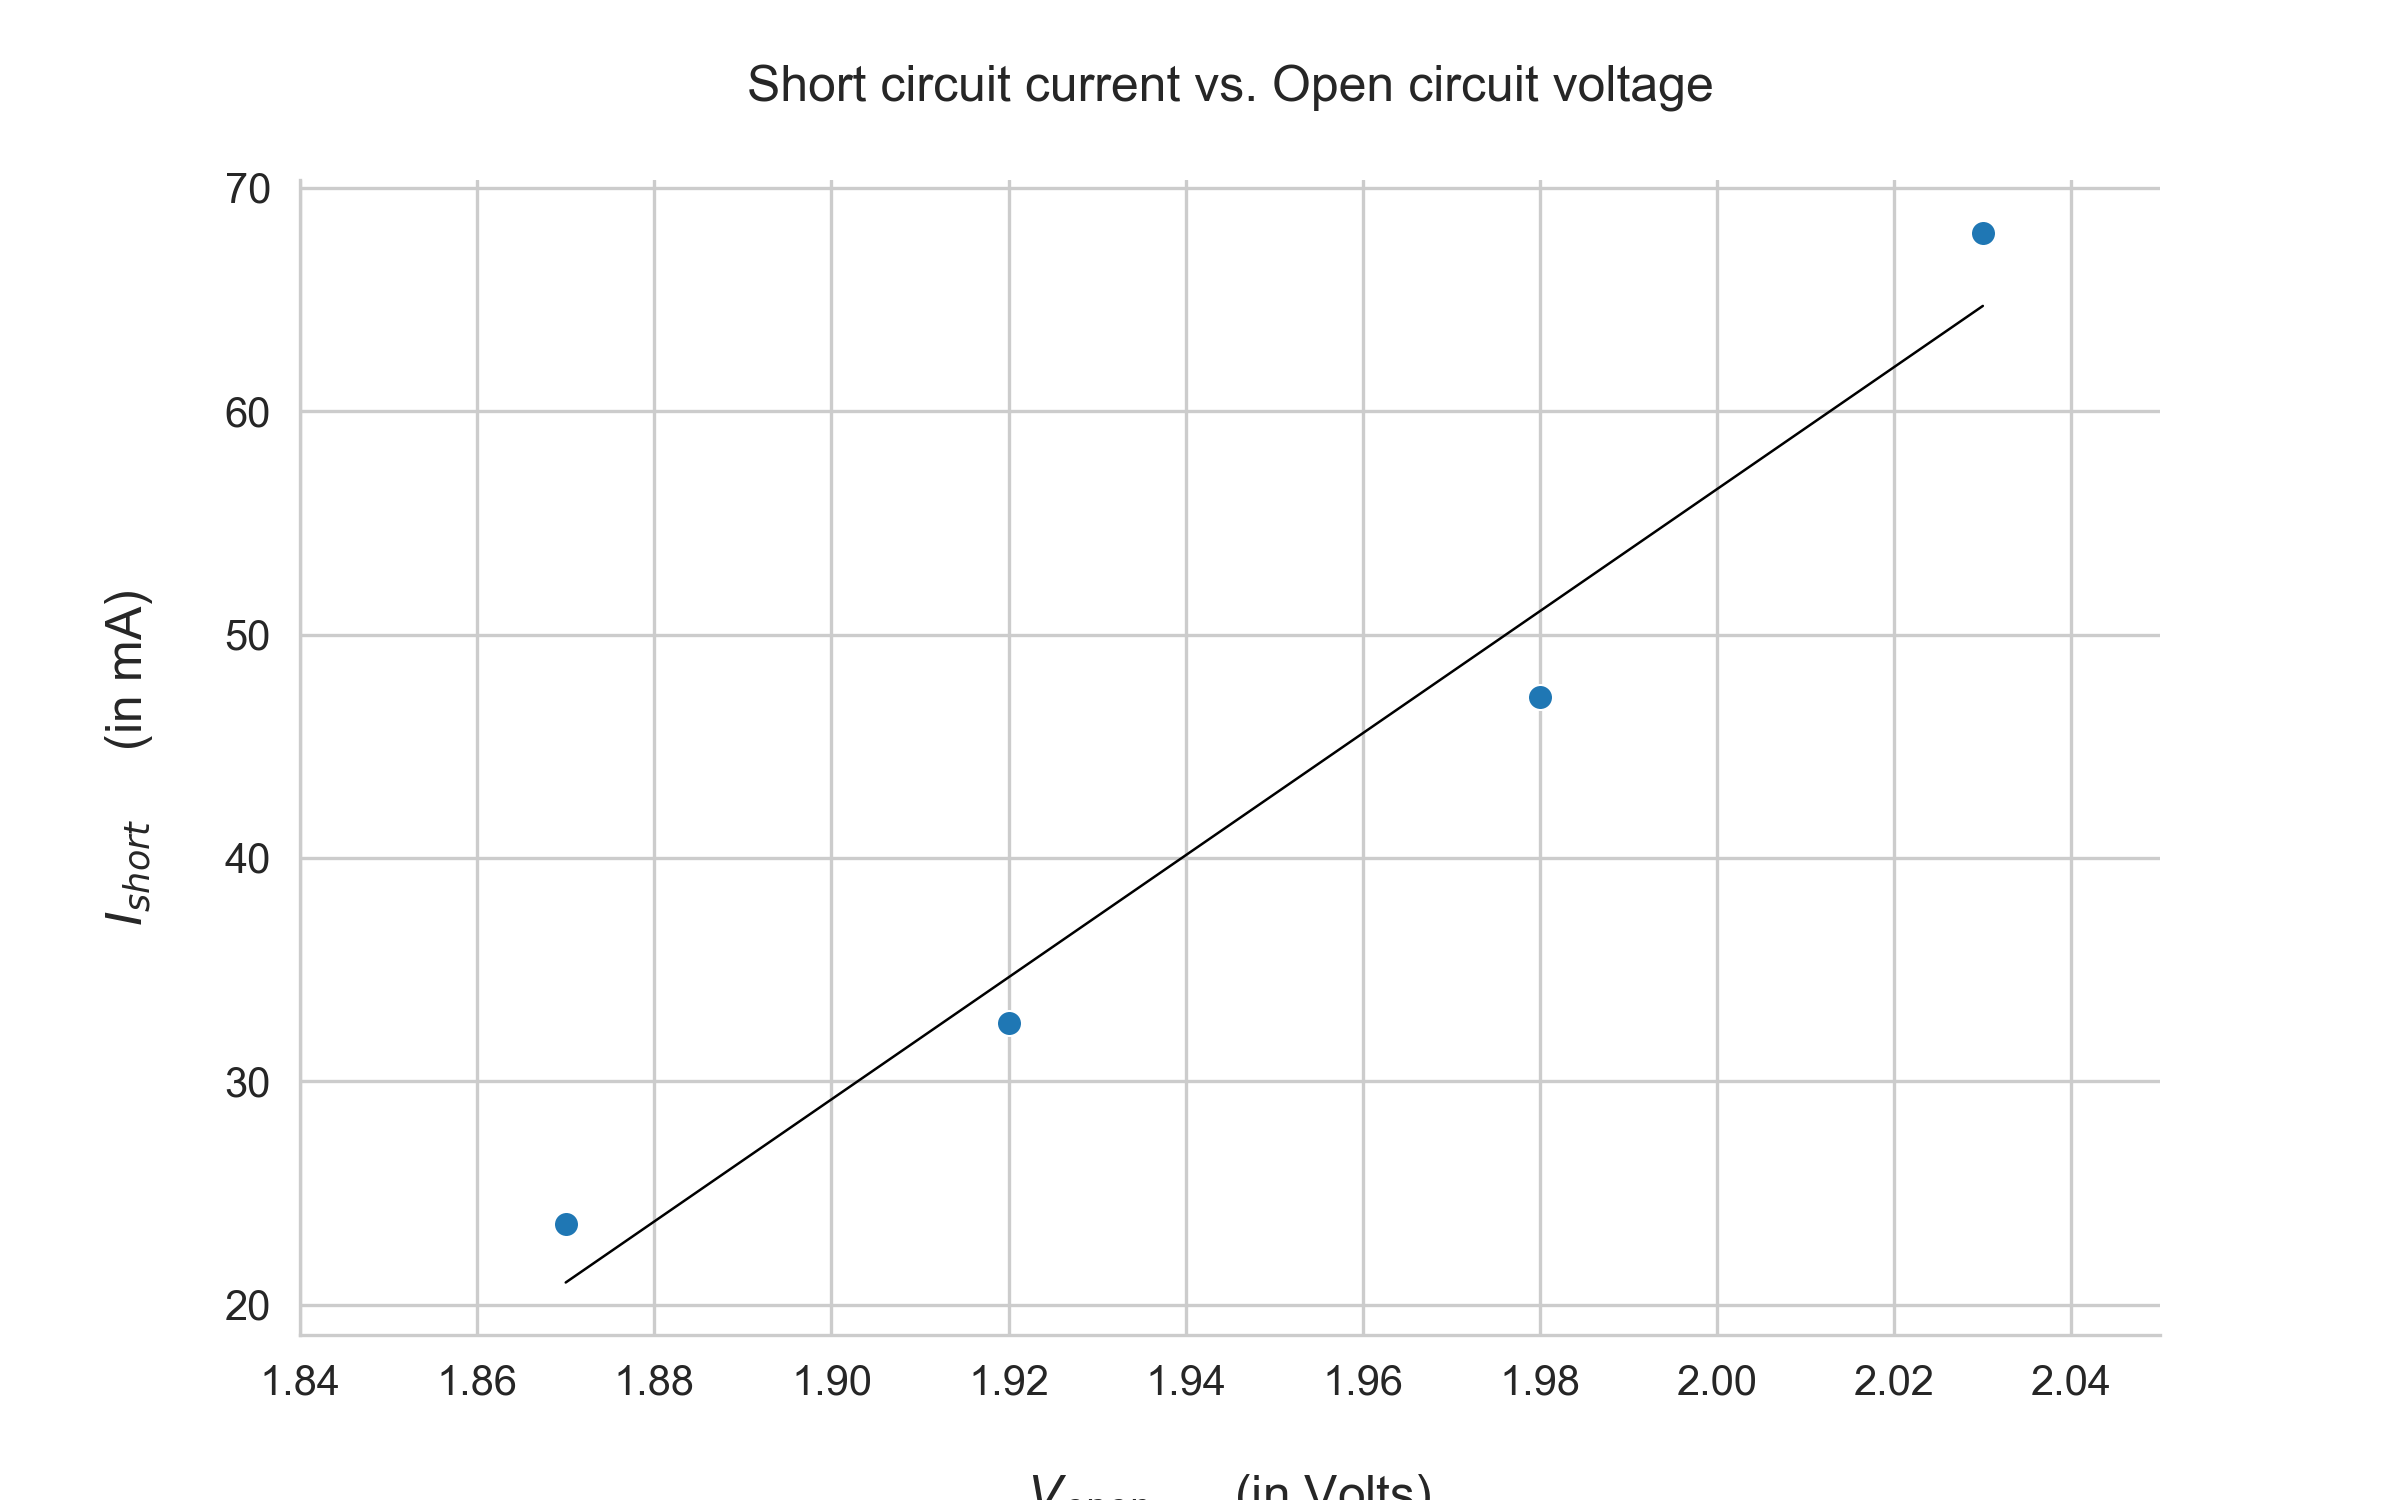 Short circuit current vs. Open circuit voltage
70
60
50
40
30
20
I_short (in mA)
1.84 1.86 1.88 1.90 1.92 1.94 1.96 1.98 2.00 2.02 2.04
V_open (in Volts)